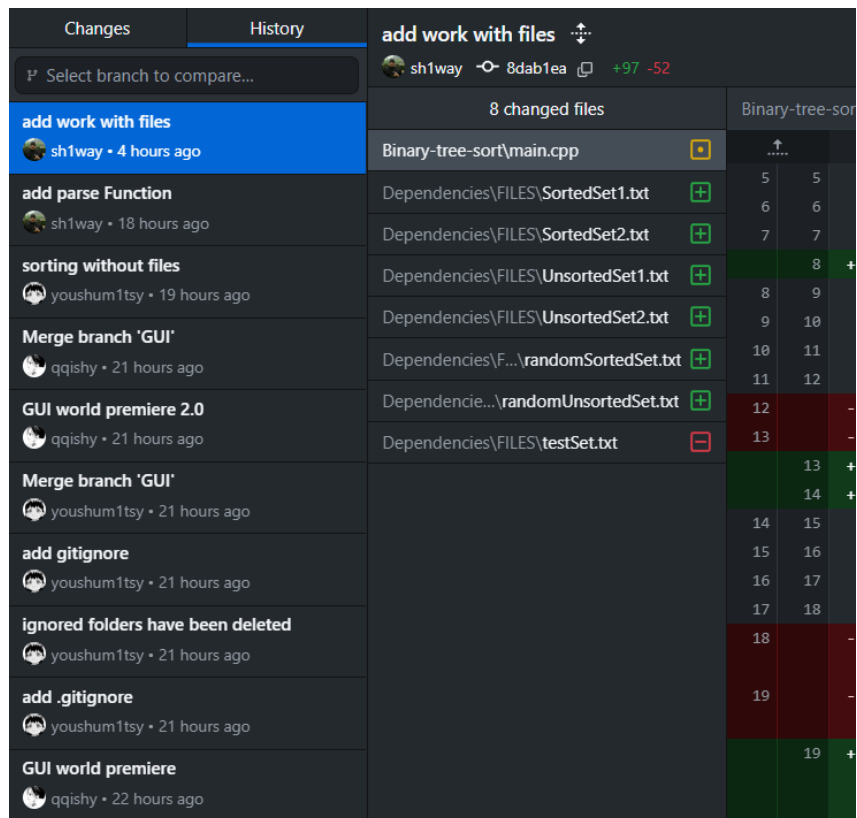 Changes
History
Select branch to compare...
add work with files
sh1way • 4 hours ago
add parse Function
sh1way • 18 hours ago
sorting without files
youshum1tsy • 19 hours ago
Merge branch 'GUI'
qqishy • 21 hours ago
GUI world premiere 2.0
qqishy • 21 hours ago
Merge branch 'GUI'
youshum1tsy • 21 hours ago
add gitignore
youshum1tsy • 21 hours ago
ignored folders have been deleted
youshum1tsy • 21 hours ago
add .gitignore
youshum1tsy • 21 hours ago
GUI world premiere
qqishy • 22 hours ago
add work with files
sh1way 8dab1ea +97 -52
8 changed files
Binary-tree-sort\main.cpp
Dependencies\FILES\SortedSet1.txt
Dependencies\FILES\SortedSet2.txt
Dependencies\FILES\UnsortedSet1.txt
Dependencies\FILES\UnsortedSet2.txt
Dependencies\F...\randomSortedSet.txt
Dependencie...\randomUnsortedSet.txt
Dependencies\FILES\testSet.txt
Binary-tree-sor
5 5
6 6
7 7
8 +
8 9
9 10
10 11
11 12
12 -
13 -
13 +
14 +
14 15
15 16
16 17
17 18
18 -
19 -
19 +